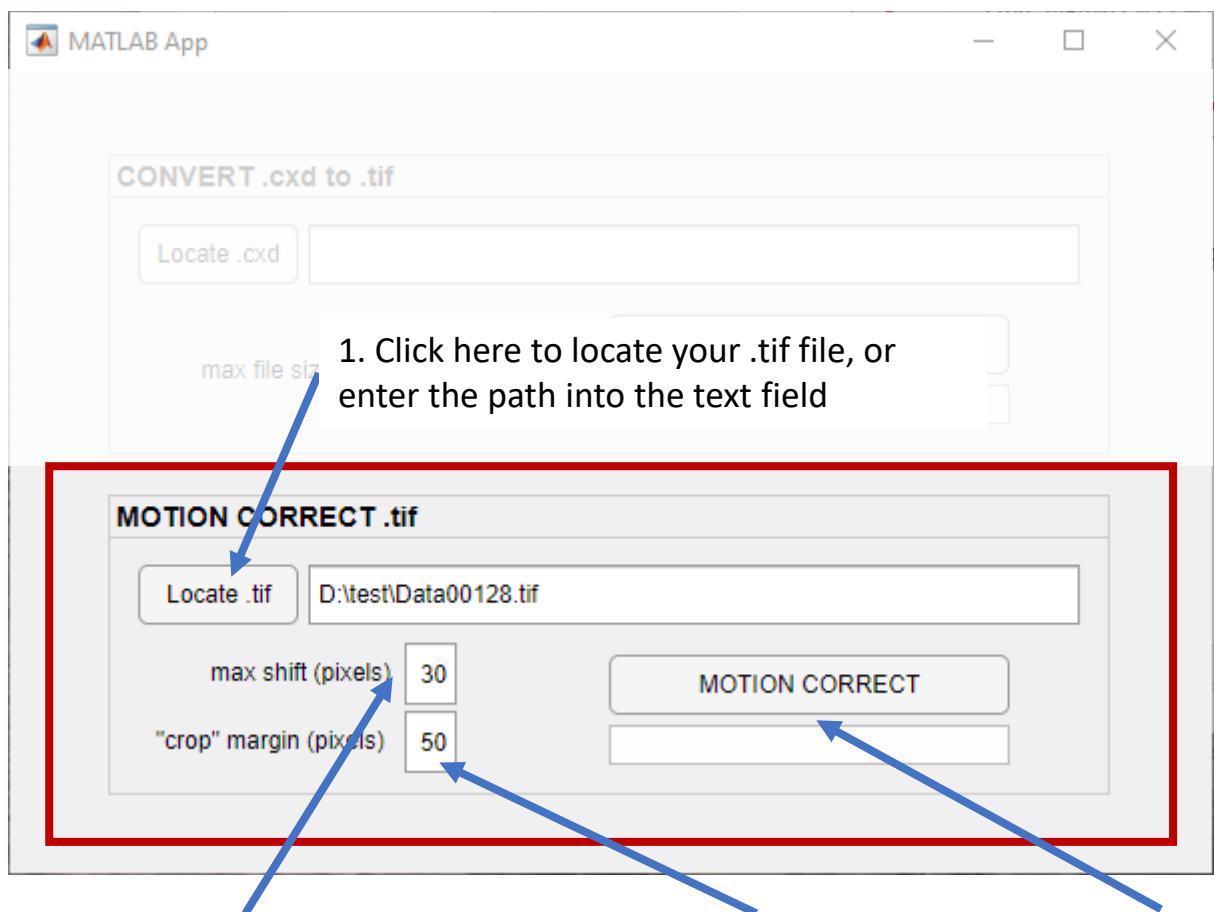 MATLAB App
CONVERT .cxd to .tif
Locate .cxd
max file
1. Click here to locate your .tif file, or
enter the path into the text field
MOTION CORRECT .tif
Locate .tif
D:\test\Data00128.tif
max shift (pixels)
30
MOTION CORRECT
"crop" margin (pixels)
50